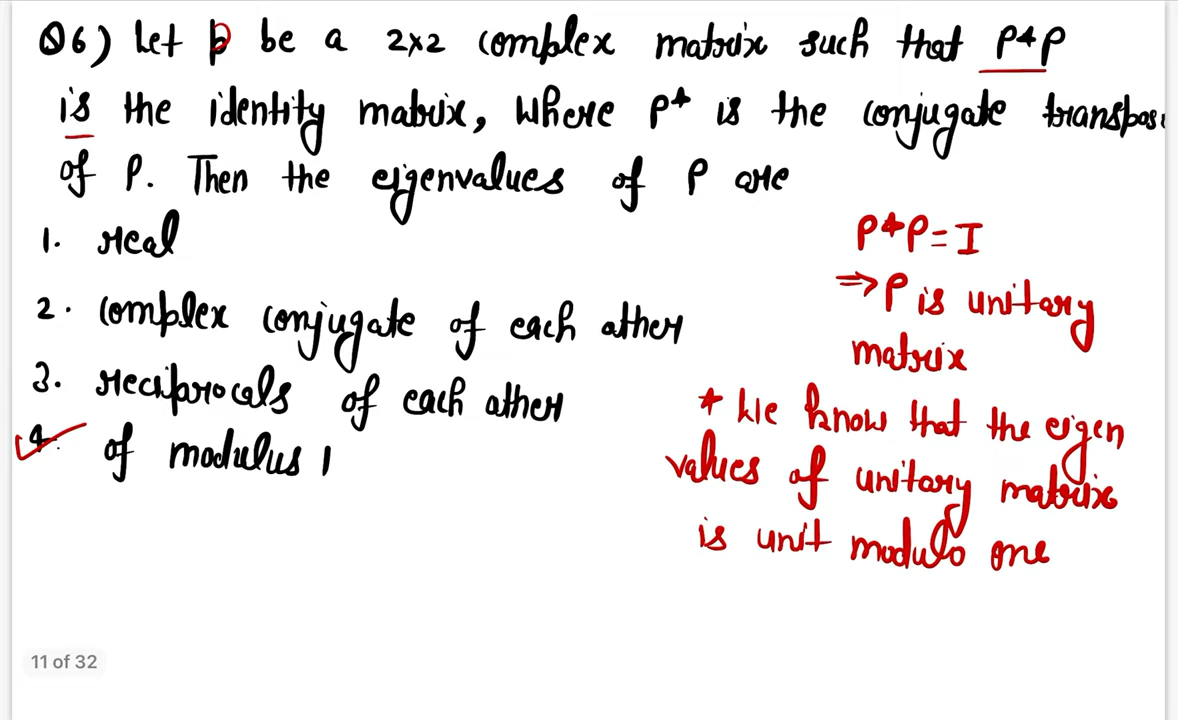 Q6) Let P be a 2x2 complex matrix such that P*P
is the identity matrix, where P* is the conjugate transpose
of P. Then the eigenvalues of P are
1. real
2. complex conjugate of each other
3. reciprocals of each other
4. of modulus 1
P*P = I
⇒ P is unitary
matrix
* We know that the eigen
values of unitary matrix
is unit modulo one
11 of 32